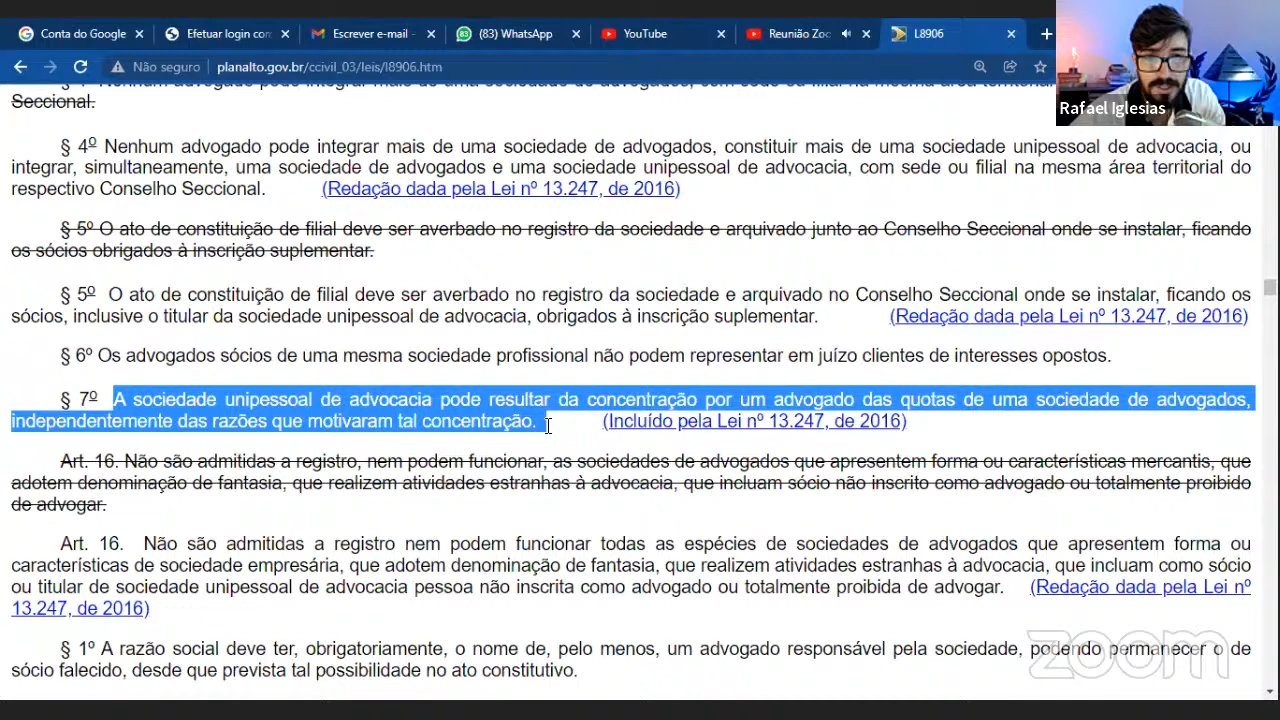 Conta do Google
Efetuar login com
Escrever e-mail -
(83) WhatsApp
YouTube
Reunião Zoo
L8906
Não seguro
planalto.gov.br/ccivil_03/leis/l8906.htm
Rafael Iglesias
Seccional.
§ 4º Nenhum advogado pode integrar mais de uma sociedade de advogados, constituir mais de uma sociedade unipessoal de advocacia, ou
integrar, simultaneamente, uma sociedade de advogados e uma sociedade unipessoal de advocacia, com sede ou filial na mesma área territorial do
respectivo Conselho Seccional. (Redação dada pela Lei nº 13.247, de 2016)
§ 5º O ato de constituição de filial deve ser averbado no registro da sociedade e arquivado junto ao Conselho Seccional onde se instalar, ficando
os sócios obrigados à inscrição suplementar.
§ 5º O ato de constituição de filial deve ser averbado no registro da sociedade e arquivado no Conselho Seccional onde se instalar, ficando os
sócios, inclusive o titular da sociedade unipessoal de advocacia, obrigados à inscrição suplementar. (Redação dada pela Lei nº 13.247, de 2016)
§ 6º Os advogados sócios de uma mesma sociedade profissional não podem representar em juízo clientes de interesses opostos.
§ 7º A sociedade unipessoal de advocacia pode resultar da concentração por um advogado das quotas de uma sociedade de advogados,
independentemente das razões que motivaram tal concentração. (Incluído pela Lei nº 13.247, de 2016)
Art. 16. Não são admitidas a registro, nem podem funcionar, as sociedades de advogados que apresentem forma ou características mercantis, que
adotem denominação de fantasia, que realizem atividades estranhas à advocacia, que incluam sócio não inscrito como advogado ou totalmente proibido
de advogar.
Art. 16. Não são admitidas a registro nem podem funcionar todas as espécies de sociedades de advogados que apresentem forma ou
características de sociedade empresária, que adotem denominação de fantasia, que realizem atividades estranhas à advocacia, que incluam como sócio
ou titular de sociedade unipessoal de advocacia pessoa não inscrita como advogado ou totalmente proibida de advogar. (Redação dada pela Lei nº
13.247, de 2016)
§ 1º A razão social deve ter, obrigatoriamente, o nome de, pelo menos, um advogado responsável pela sociedade, podendo permanecer o de
sócio falecido, desde que prevista tal possibilidade no ato constitutivo.
zoom